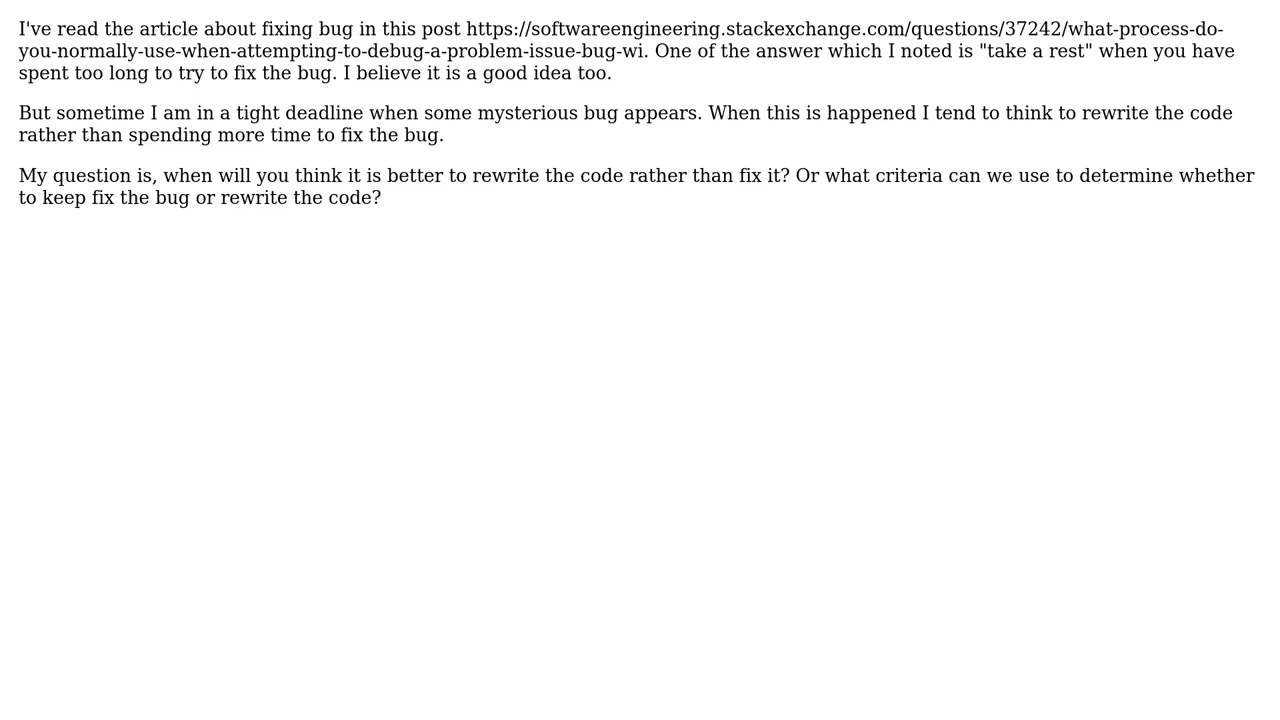 I've read the article about fixing bug in this post https://softwareengineering.stackexchange.com/questions/37242/what-process-do-
you-normally-use-when-attempting-to-debug-a-problem-issue-bug-wi. One of the answer which I noted is "take a rest" when you have
spent too long to try to fix the bug. I believe it is a good idea too.
But sometime I am in a tight deadline when some mysterious bug appears. When this is happened I tend to think to rewrite the code
rather than spending more time to fix the bug.
My question is, when will you think it is better to rewrite the code rather than fix it? Or what criteria can we use to determine whether
to keep fix the bug or rewrite the code?